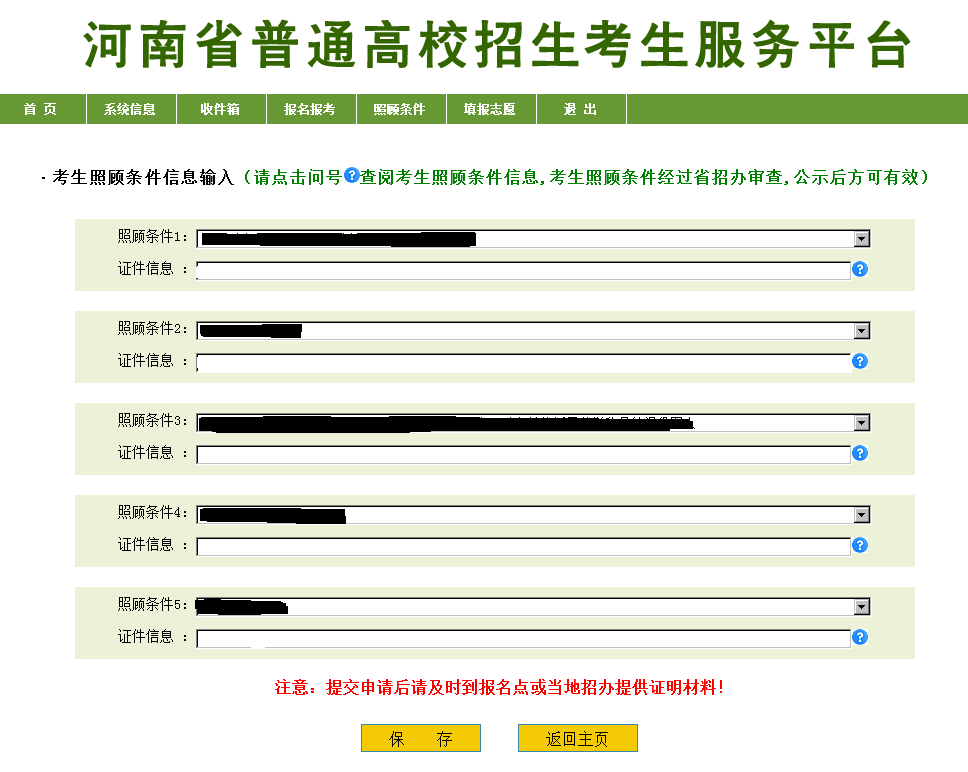 河南省普通高校招生考生服务平台
首 页 系统信息 收件箱 报名报考 照顾条件 填报志愿 退 出
· 考生照顾条件信息输入（请点击问号?查阅考生照顾条件信息,考生照顾条件经过省招办审查,公示后方可有效）
照顾条件1:
证件信息 : ?
照顾条件2:
证件信息 : ?
照顾条件3:
证件信息 : ?
照顾条件4:
证件信息 : ?
照顾条件5:
证件信息 : ?
注意：提交申请后请及时到报名点或当地招办提供证明材料!
保 存 返回主页